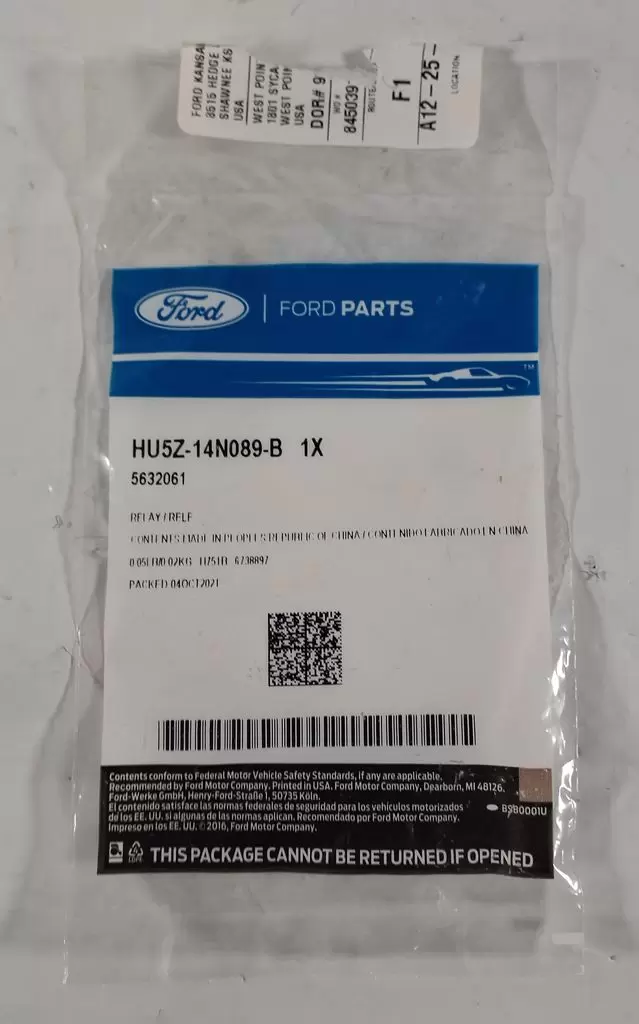 FORD KANSA
8515 HEDGE
SHAWNEE KS
USA
WEST POIN
1801 SYCA
WEST POIN
USA
DOR# 9
845039
F1
A12-25-
LOCATION
Ford | FORD PARTS
TM
HU5Z-14N089-B 1X
5632061
RELAY/RELE
CONTENTS MADE IN PEOPLES REPUBLIC OF CHINA/CONTENIDO FABRICADO EN CHINA
6738897
PACKED 04OCT2021
Contents conform to Federal Motor Vehicle Safety Standards, if any are applicable.
Recommended by Ford Motor Company. Printed in USA. Ford Motor Company, Dearborn, MI 48126.
Ford-Werke GmbH, Henry-Ford-Straße 1, 50735 Köln.
El contenido satisface las normas federales de seguridad para los vehículos motorizados
de los EE. UU. si algunas de las normas aplican. Recomendado por Ford Motor Company.
Impreso en los EE. UU. © 2016, Ford Motor Company.
BSB0001U
THIS PACKAGE CANNOT BE RETURNED IF OPENED